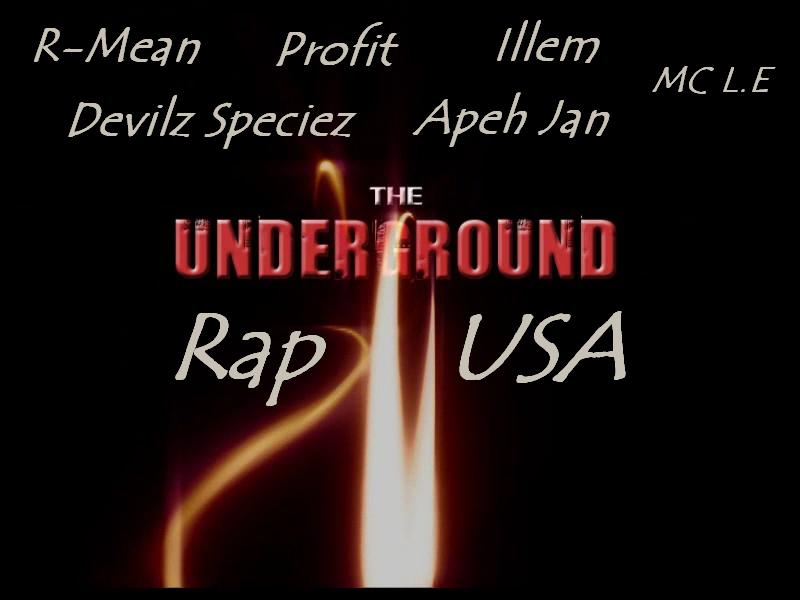 R-Mean Profit Illem
MC L.E
Devilz Speciez Apeh Jan
THE
UNDERGROUND
Rap USA